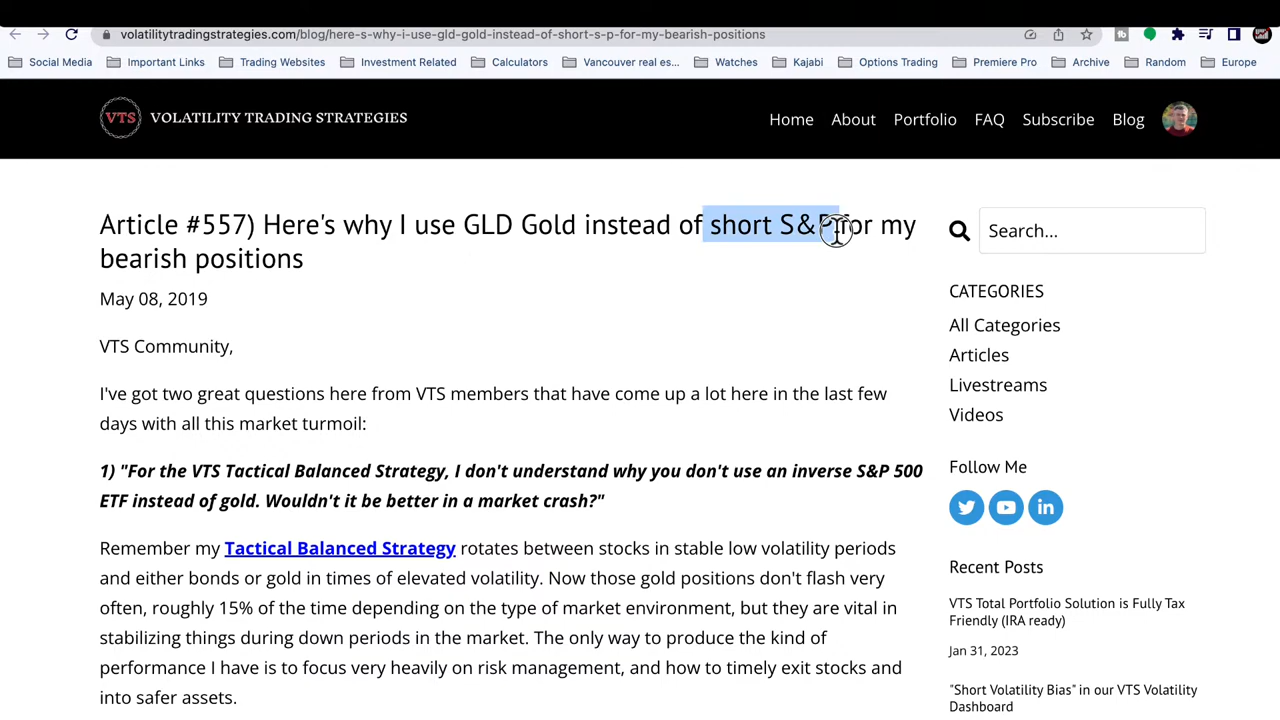 volatilitytradingstrategies.com/blog/here-s-why-i-use-gld-gold-instead-of-short-s-p-for-my-bearish-positions
Social Media Important Links Trading Websites Investment Related Calculators Vancouver real es... Watches Kajabi Options Trading Premiere Pro Archive Random Europe
VTS VOLATILITY TRADING STRATEGIES Home About Portfolio FAQ Subscribe Blog
Article #557) Here's why I use GLD Gold instead of short S&P for my
bearish positions
May 08, 2019
VTS Community,
I've got two great questions here from VTS members that have come up a lot here in the last few
days with all this market turmoil:
1) "For the VTS Tactical Balanced Strategy, I don't understand why you don't use an inverse S&P 500
ETF instead of gold. Wouldn't it be better in a market crash?"
Remember my Tactical Balanced Strategy rotates between stocks in stable low volatility periods
and either bonds or gold in times of elevated volatility. Now those gold positions don't flash very
often, roughly 15% of the time depending on the type of market environment, but they are vital in
stabilizing things during down periods in the market. The only way to produce the kind of
performance I have is to focus very heavily on risk management, and how to timely exit stocks and
into safer assets.
Search...
CATEGORIES
All Categories
Articles
Livestreams
Videos
Follow Me
Recent Posts
VTS Total Portfolio Solution is Fully Tax
Friendly (IRA ready)
Jan 31, 2023
"Short Volatility Bias" in our VTS Volatility
Dashboard